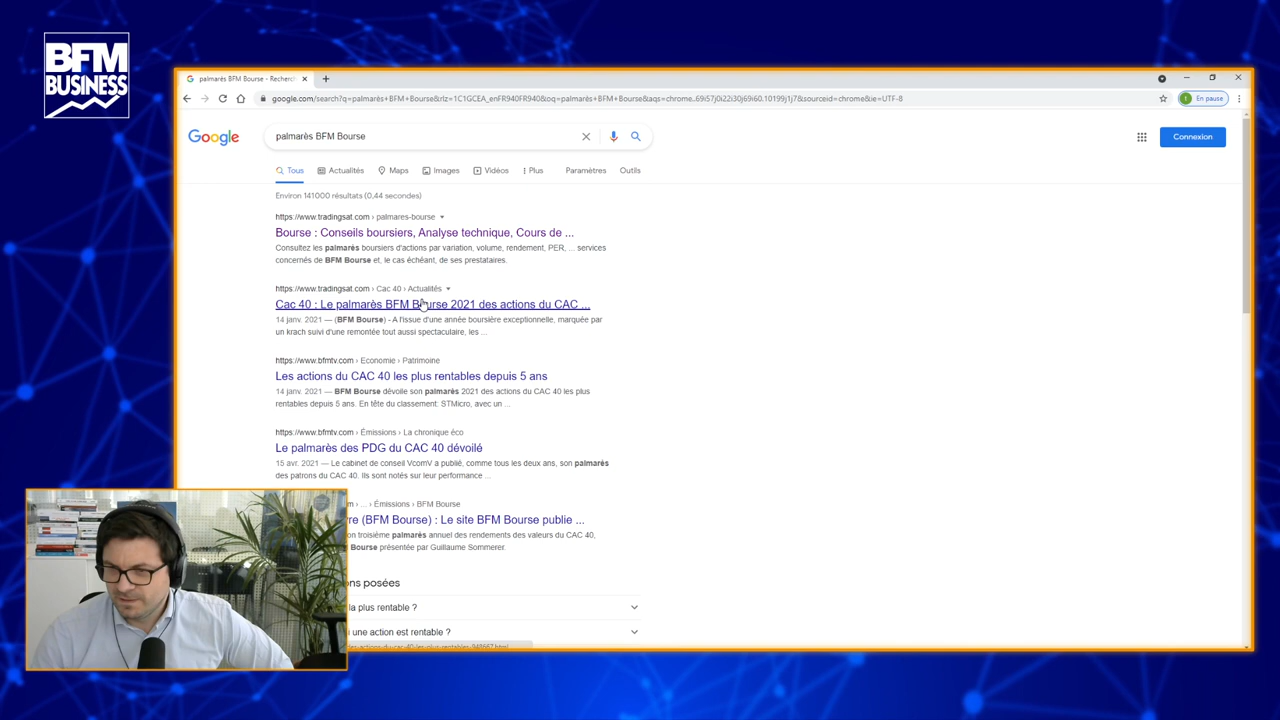 BFM
BUSINESS
palmarès BFM Bourse - Recherch
google.com/search?q=palmarès+BFM+Bourse&rlz=1C1GCEA_enFR940FR940&oq=palmarès+BFM+Bourse&aqs=chrome..69i57j0i22i30j69i60.10199j1j7&sourceid=chrome&ie=UTF-8
En pause
Google
palmarès BFM Bourse
Connexion
Tous Actualités Maps Images Vidéos Plus Paramètres Outils
Environ 141 000 résultats (0,44 secondes)
https://www.tradingsat.com › palmares-bourse
Bourse : Conseils boursiers, Analyse technique, Cours de ...
Consultez les palmarès boursiers d'actions par variation, volume, rendement, PER, ... services
concernés de BFM Bourse et, le cas échéant, de ses prestataires.
https://www.tradingsat.com › Cac 40 › Actualités
Cac 40 : Le palmarès BFM Bourse 2021 des actions du CAC ...
14 janv. 2021 — (BFM Bourse) - A l'issue d'une année boursière exceptionnelle, marquée par
un krach suivi d'une remontée tout aussi spectaculaire, les ...
https://www.bfmtv.com › Economie › Patrimoine
Les actions du CAC 40 les plus rentables depuis 5 ans
14 janv. 2021 — BFM Bourse dévoile son palmarès 2021 des actions du CAC 40 les plus
rentables depuis 5 ans. En tête du classement: STMicro, avec un ...
https://www.bfmtv.com › Émissions › La chronique éco
Le palmarès des PDG du CAC 40 dévoilé
15 avr. 2021 — Le cabinet de conseil VcomV a publié, comme tous les deux ans, son palmarès
des patrons du CAC 40. Ils sont notés sur leur performance ...
m › ... › Émissions › BFM Bourse
re (BFM Bourse) : Le site BFM Bourse publie ...
on troisième palmarès annuel des rendements des valeurs du CAC 40,
Bourse présentée par Guillaume Sommerer.
ns posées
la plus rentable ?
une action est rentable ?